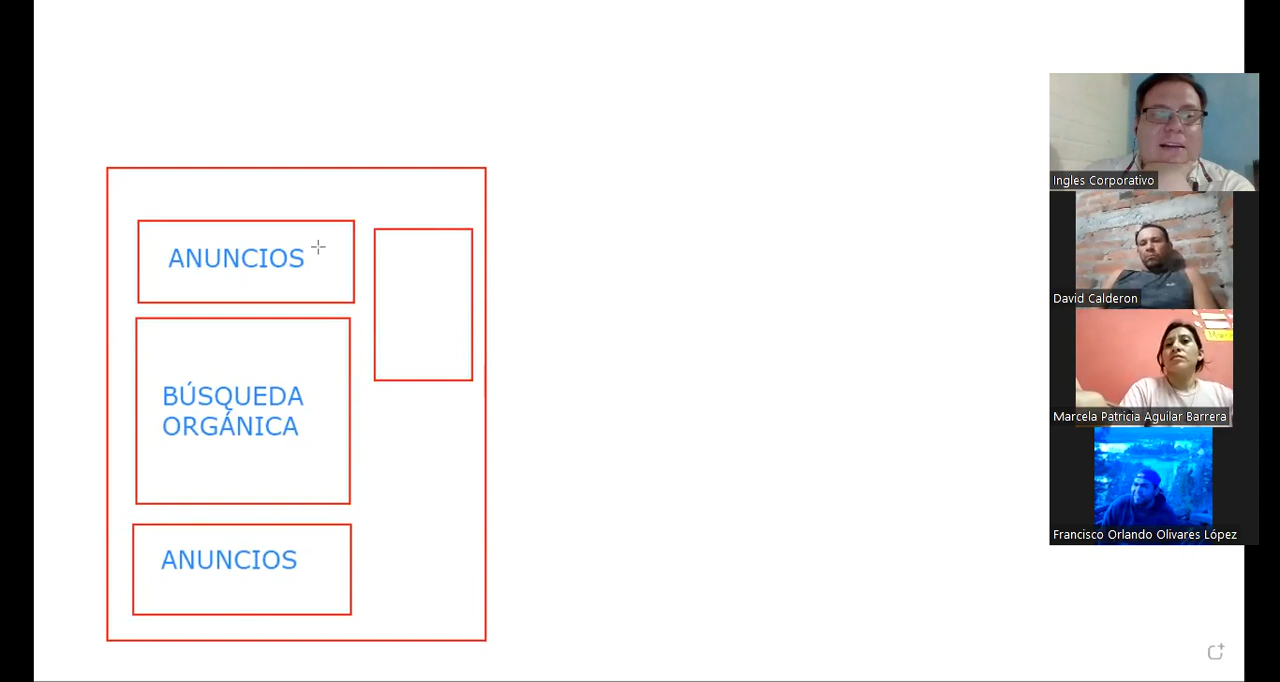 ANUNCIOS
BÚSQUEDA
ORGÁNICA
ANUNCIOS
Ingles Corporativo
David Calderon
Marcela Patricia Aguilar Barrera
Francisco Orlando Olivares López